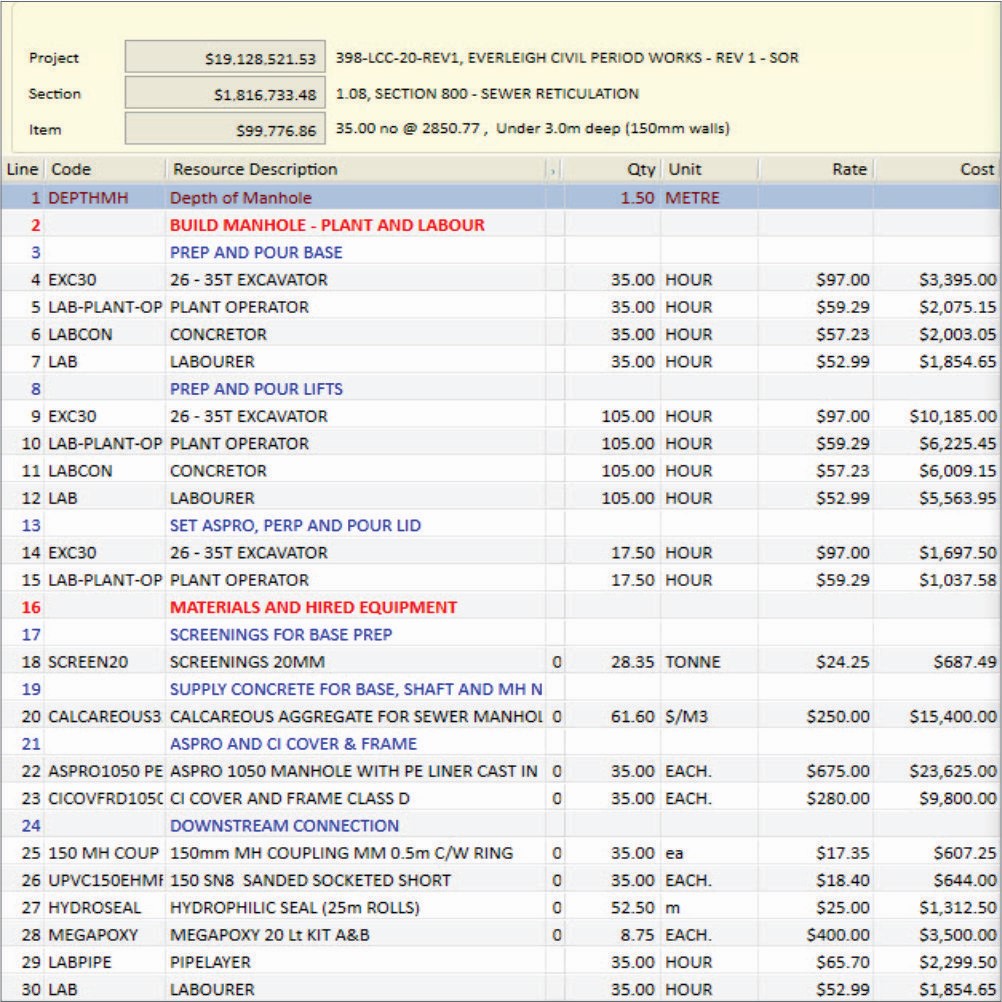 Project $19,128,521.53 398-LCC-20-REV1, EVERLEIGH CIVIL PERIOD WORKS - REV 1 - SOR
Section $1,816,733.48 1.08, SECTION 800 - SEWER RETICULATION
Item $99,776.86 35.00 no @ 2850.77 , Under 3.0m deep (150mm walls)
Line Code Resource Description Qty Unit Rate Cost
1 DEPTHMH Depth of Manhole 1.50 METRE
2 BUILD MANHOLE - PLANT AND LABOUR
3 PREP AND POUR BASE
4 EXC30 26 - 35T EXCAVATOR 35.00 HOUR $97.00 $3,395.00
5 LAB-PLANT-OP PLANT OPERATOR 35.00 HOUR $59.29 $2,075.15
6 LABCON CONCRETOR 35.00 HOUR $57.23 $2,003.05
7 LAB LABOURER 35.00 HOUR $52.99 $1,854.65
8 PREP AND POUR LIFTS
9 EXC30 26 - 35T EXCAVATOR 105.00 HOUR $97.00 $10,185.00
10 LAB-PLANT-OP PLANT OPERATOR 105.00 HOUR $59.29 $6,225.45
11 LABCON CONCRETOR 105.00 HOUR $57.23 $6,009.15
12 LAB LABOURER 105.00 HOUR $52.99 $5,563.95
13 SET ASPRO, PERP AND POUR LID
14 EXC30 26 - 35T EXCAVATOR 17.50 HOUR $97.00 $1,697.50
15 LAB-PLANT-OP PLANT OPERATOR 17.50 HOUR $59.29 $1,037.58
16 MATERIALS AND HIRED EQUIPMENT
17 SCREENINGS FOR BASE PREP
18 SCREEN20 SCREENINGS 20MM 0 28.35 TONNE $24.25 $687.49
19 SUPPLY CONCRETE FOR BASE, SHAFT AND MH N
20 CALCAREOUS3 CALCAREOUS AGGREGATE FOR SEWER MANHOL 0 61.60 $/M3 $250.00 $15,400.00
21 ASPRO AND CI COVER & FRAME
22 ASPRO1050 PE ASPRO 1050 MANHOLE WITH PE LINER CAST IN 0 35.00 EACH. $675.00 $23,625.00
23 CICOVFRD1050 CI COVER AND FRAME CLASS D 0 35.00 EACH. $280.00 $9,800.00
24 DOWNSTREAM CONNECTION
25 150 MH COUP 150mm MH COUPLING MM 0.5m C/W RING 0 35.00 ea $17.35 $607.25
26 UPVC150EHMF 150 SN8 SANDED SOCKETED SHORT 0 35.00 EACH. $18.40 $644.00
27 HYDROSEAL HYDROPHILIC SEAL (25m ROLLS) 0 52.50 m $25.00 $1,312.50
28 MEGAPOXY MEGAPOXY 20 Lt KIT A&B 0 8.75 EACH. $400.00 $3,500.00
29 LABPIPE PIPELAYER 35.00 HOUR $65.70 $2,299.50
30 LAB LABOURER 35.00 HOUR $52.99 $1,854.65